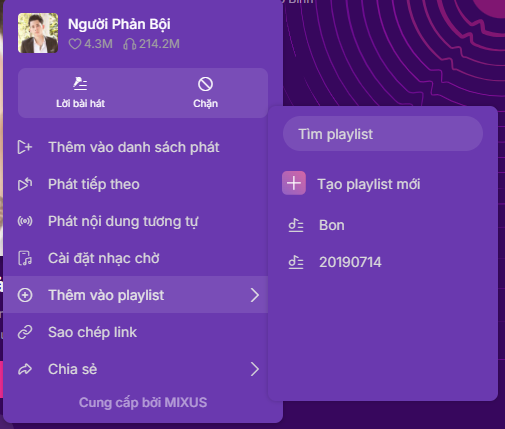 Người Phản Bội
4.3M 214.2M
Lời bài hát
Chặn
Thêm vào danh sách phát
Phát tiếp theo
Phát nội dung tương tự
Cài đặt nhạc chờ
Thêm vào playlist
Sao chép link
Chia sẻ
Cung cấp bởi MIXUS
Tìm playlist
Tạo playlist mới
Bon
20190714